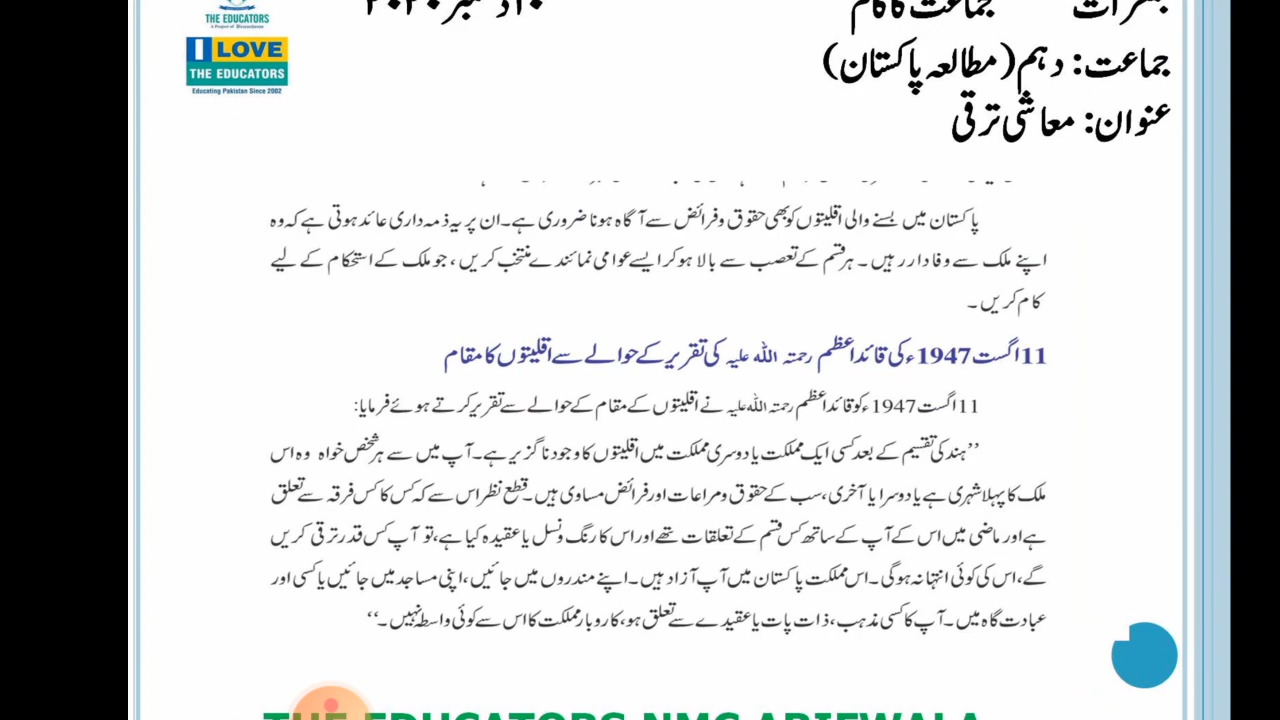 THE EDUCATORS
I LOVE
THE EDUCATORS
Educating Pakistan Since 2002
جماعت کا کام
جماعت: دہم (مطالعہ پاکستان)
عنوان: معاشی ترقی
پاکستان میں بسنے والی اقلیتوں کو بھی حقوق و فرائض سے آگاہ ہونا ضروری ہے۔ ان پر یہ ذمہ داری عائد ہوتی ہے کہ وہ
اپنے ملک سے وفادار رہیں۔ ہر قسم کے تعصب سے بالا ہو کر ایسے عوامی نمائندے منتخب کریں، جو ملک کے استحکام کے لیے
کام کریں۔
11 اگست 1947ء کی قائداعظم رحمتہ اللہ علیہ کی تقریر کے حوالے سے اقلیتوں کا مقام
11 اگست 1947ء کو قائداعظم رحمتہ اللہ علیہ نے اقلیتوں کے مقام کے حوالے سے تقریر کرتے ہوئے فرمایا:
’’ہند کی تقسیم کے بعد کسی ایک مملکت یا دوسری مملکت میں اقلیتوں کا وجود ناگزیر ہے۔ آپ میں سے ہر شخص خواہ وہ اس
ملک کا پہلا شہری ہے یا دوسرا یا آخری، سب کے حقوق و مراعات اور فرائض مساوی ہیں۔ قطع نظر اس سے کہ کس کا کس فرقہ سے تعلق
ہے اور ماضی میں اس کے آپ کے ساتھ کس قسم کے تعلقات تھے اور اس کا رنگ و نسل یا عقیدہ کیا ہے، تو آپ کس قدر ترقی کریں
گے، اس کی کوئی انتہا نہ ہوگی۔ اس مملکت پاکستان میں آپ آزاد ہیں۔ اپنے مندروں میں جائیں، اپنی مساجد میں جائیں یا کسی اور
عبادت گاہ میں۔ آپ کا کسی مذہب، ذات پات یا عقیدے سے تعلق ہو، کاروبار مملکت کا اس سے کوئی واسطہ نہیں۔‘‘
THE EDUCATORS NMC ARIFWALA